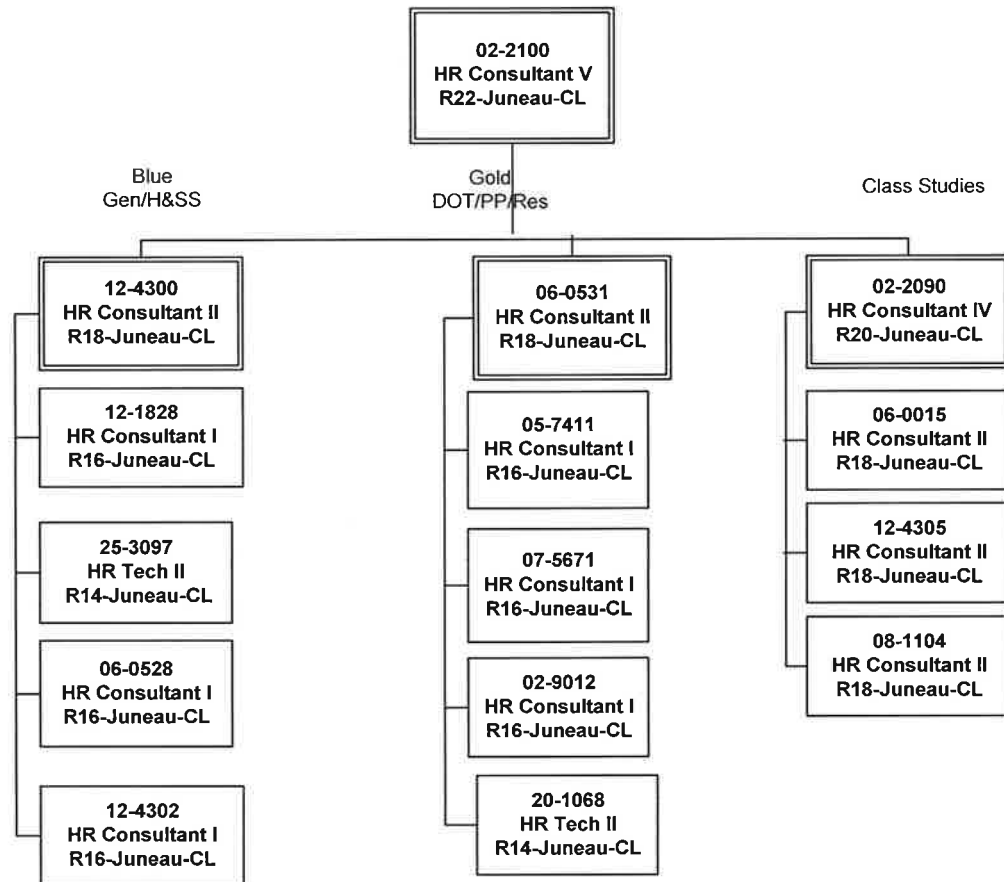 02-2100
HR Consultant V
R22-Juneau-CL
Blue
Gen/H&SS
Gold
DOT/PP/Res
Class Studies
12-4300
HR Consultant II
R18-Juneau-CL
12-1828
HR Consultant I
R16-Juneau-CL
25-3097
HR Tech II
R14-Juneau-CL
06-0528
HR Consultant I
R16-Juneau-CL
12-4302
HR Consultant I
R16-Juneau-CL
06-0531
HR Consultant II
R18-Juneau-CL
05-7411
HR Consultant I
R16-Juneau-CL
07-5671
HR Consultant I
R16-Juneau-CL
02-9012
HR Consultant I
R16-Juneau-CL
20-1068
HR Tech II
R14-Juneau-CL
02-2090
HR Consultant IV
R20-Juneau-CL
06-0015
HR Consultant II
R18-Juneau-CL
12-4305
HR Consultant II
R18-Juneau-CL
08-1104
HR Consultant II
R18-Juneau-CL